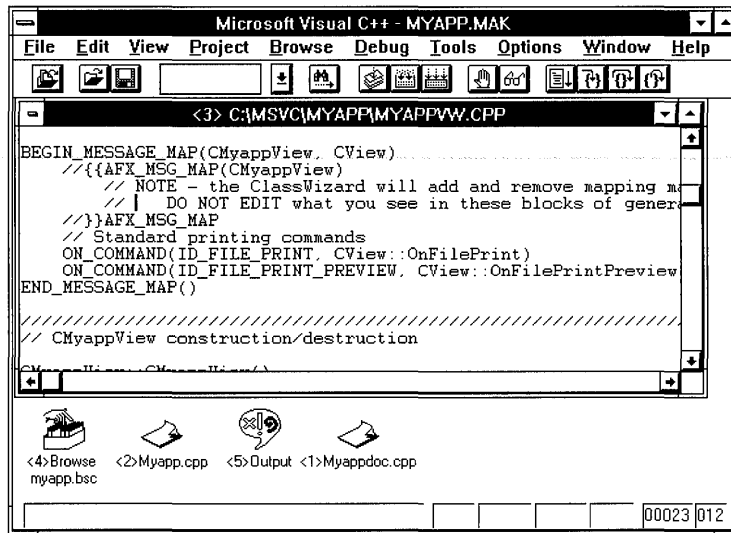 Microsoft Visual C++ - MYAPP.MAK
File Edit View Project Browse Debug Tools Options Window Help
<3> C:\MSVC\MYAPP\MYAPPVW.CPP
BEGIN_MESSAGE_MAP(CMyappView, CView)
//{{AFX_MSG_MAP(CMyappView)
// NOTE - the ClassWizard will add and remove mapping m
// DO NOT EDIT what you see in these blocks of gener
//}}AFX_MSG_MAP
// Standard printing commands
ON_COMMAND(ID_FILE_PRINT, CView::OnFilePrint)
ON_COMMAND(ID_FILE_PRINT_PREVIEW, CView::OnFilePrintPreview
END_MESSAGE_MAP()
/////////////////////////////////////////////////////////////////
// CMyappView construction/destruction
<4>Browse myapp.bsc
<2>Myapp.cpp
<5>Output
<1>Myappdoc.cpp
00023 012